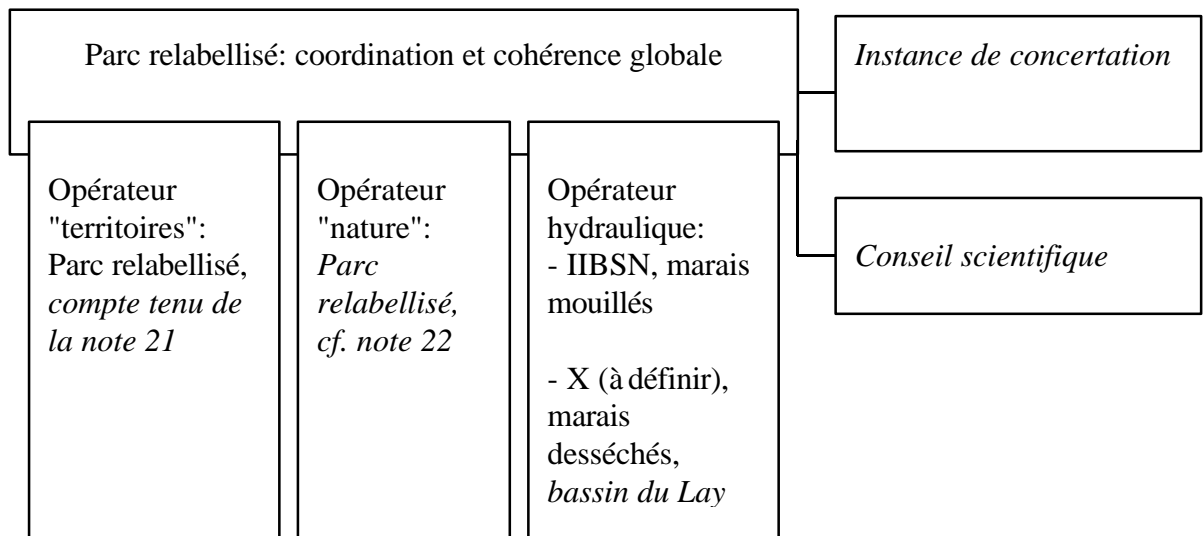 Parc relabellisé: coordination et cohérence globale
Instance de concertation
Conseil scientifique
Opérateur
"territoires":
Parc relabellisé,
compte tenu de
la note 21
Opérateur
"nature":
Parc
relabellisé,
cf. note 22
Opérateur
hydraulique:
- IIBSN, marais
mouillés
- X (à définir),
marais
desséchés,
bassin du Lay